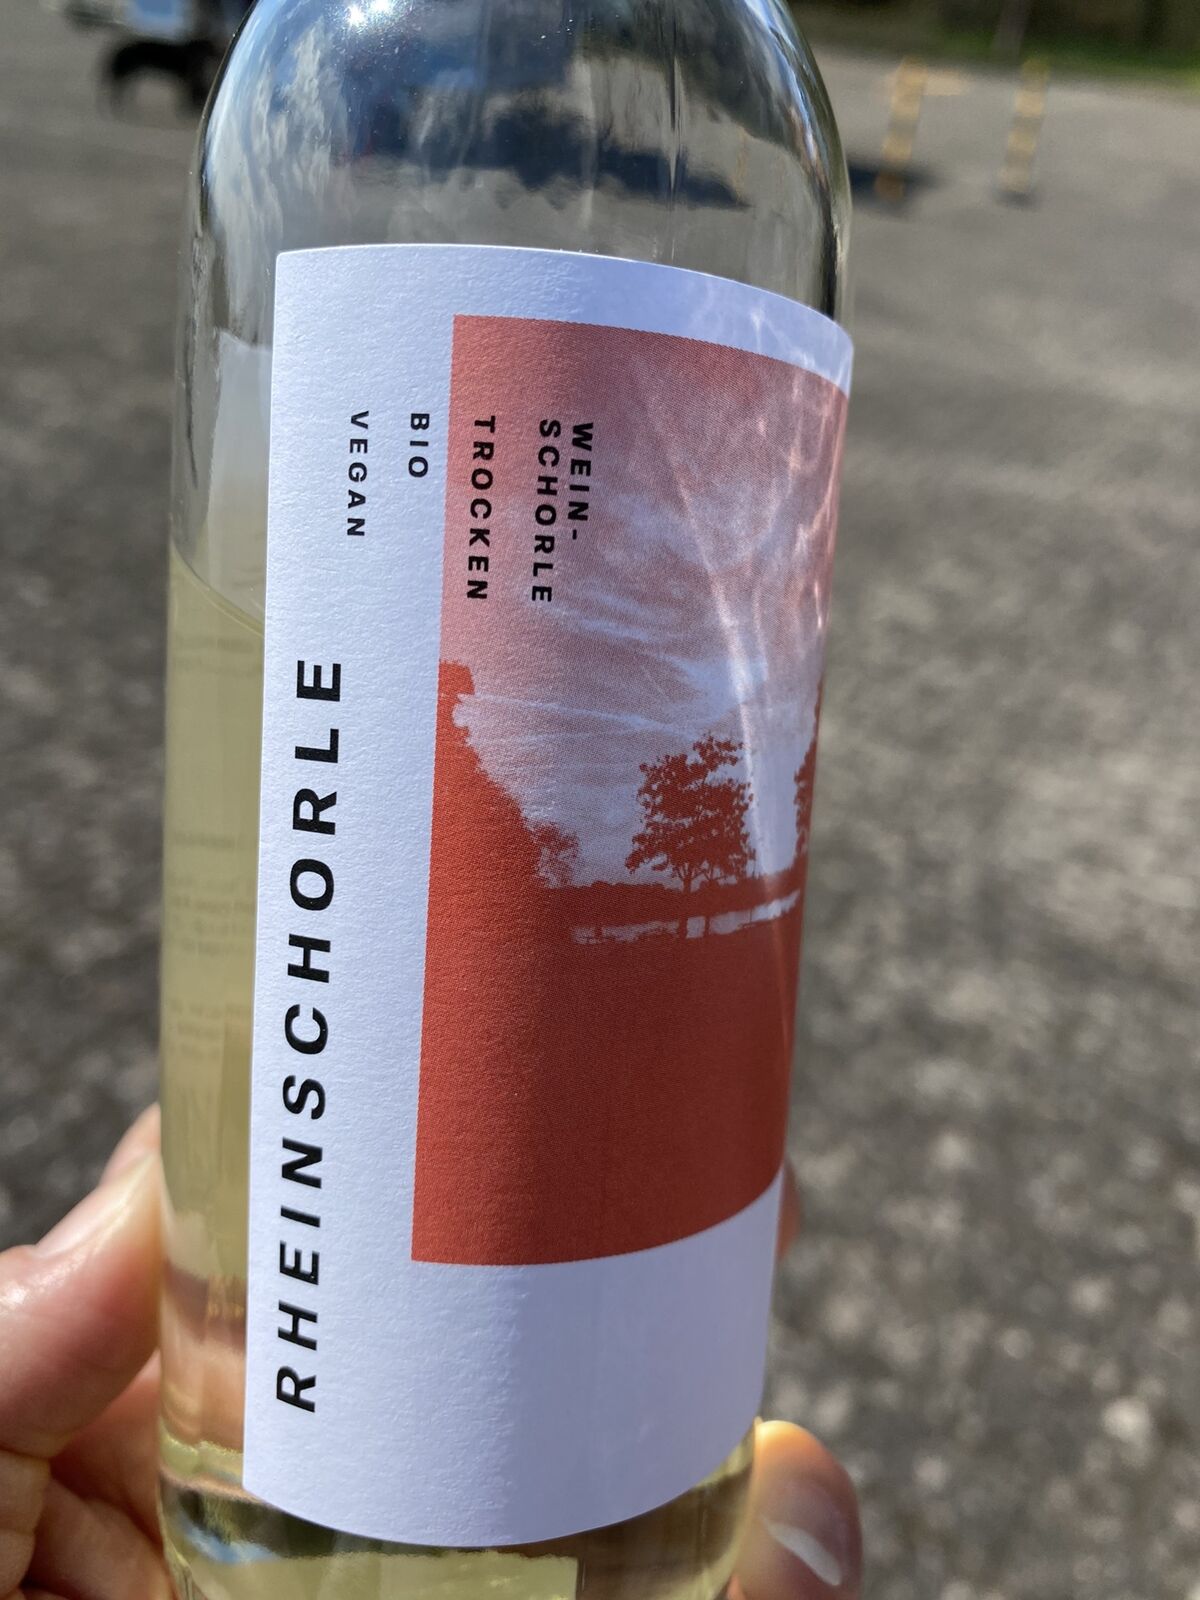 WEIN-
SCHORLE
TROCKEN
BIO
VEGAN
RHEINSCHORLE